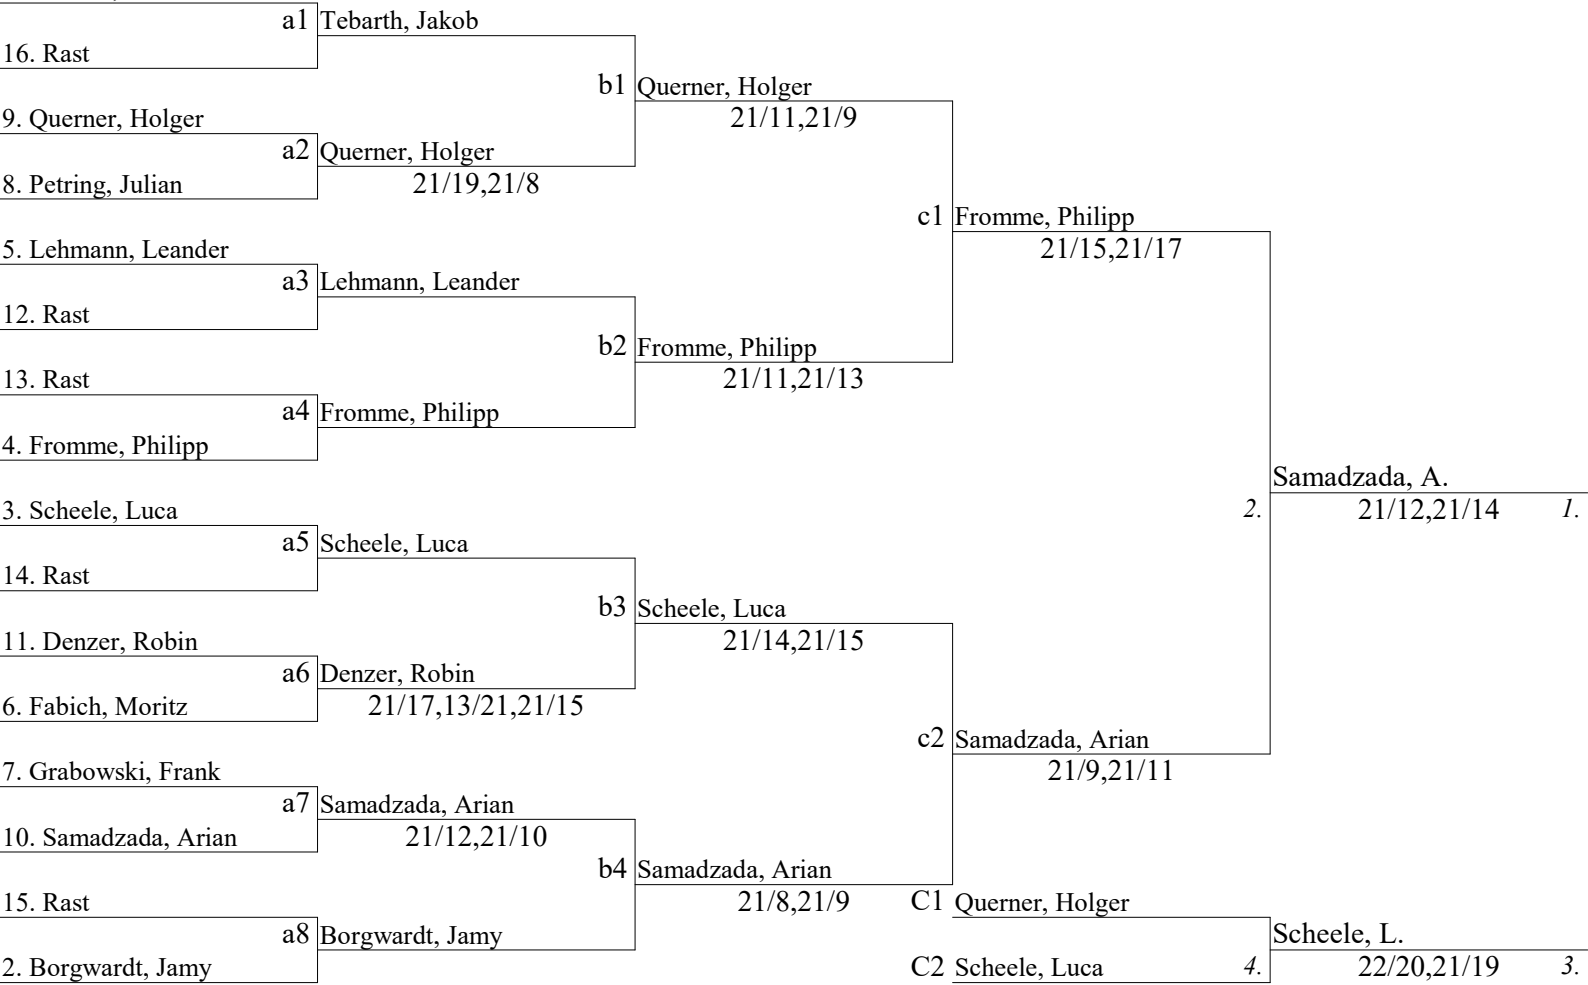 a1 Tebarth, Jakob
16. Rast
b1 Querner, Holger
21/11,21/9
9. Querner, Holger
a2 Querner, Holger
8. Petring, Julian
21/19,21/8
c1 Fromme, Philipp
21/15,21/17
5. Lehmann, Leander
a3 Lehmann, Leander
12. Rast
b2 Fromme, Philipp
21/11,21/13
13. Rast
a4 Fromme, Philipp
4. Fromme, Philipp
Samadzada, A.
2. 21/12,21/14 1.
3. Scheele, Luca
a5 Scheele, Luca
14. Rast
b3 Scheele, Luca
21/14,21/15
11. Denzer, Robin
a6 Denzer, Robin
6. Fabich, Moritz
21/17,13/21,21/15
c2 Samadzada, Arian
21/9,21/11
7. Grabowski, Frank
a7 Samadzada, Arian
10. Samadzada, Arian
21/12,21/10
b4 Samadzada, Arian
21/8,21/9
15. Rast
a8 Borgwardt, Jamy
2. Borgwardt, Jamy
C1 Querner, Holger
Scheele, L.
C2 Scheele, Luca 4. 22/20,21/19 3.